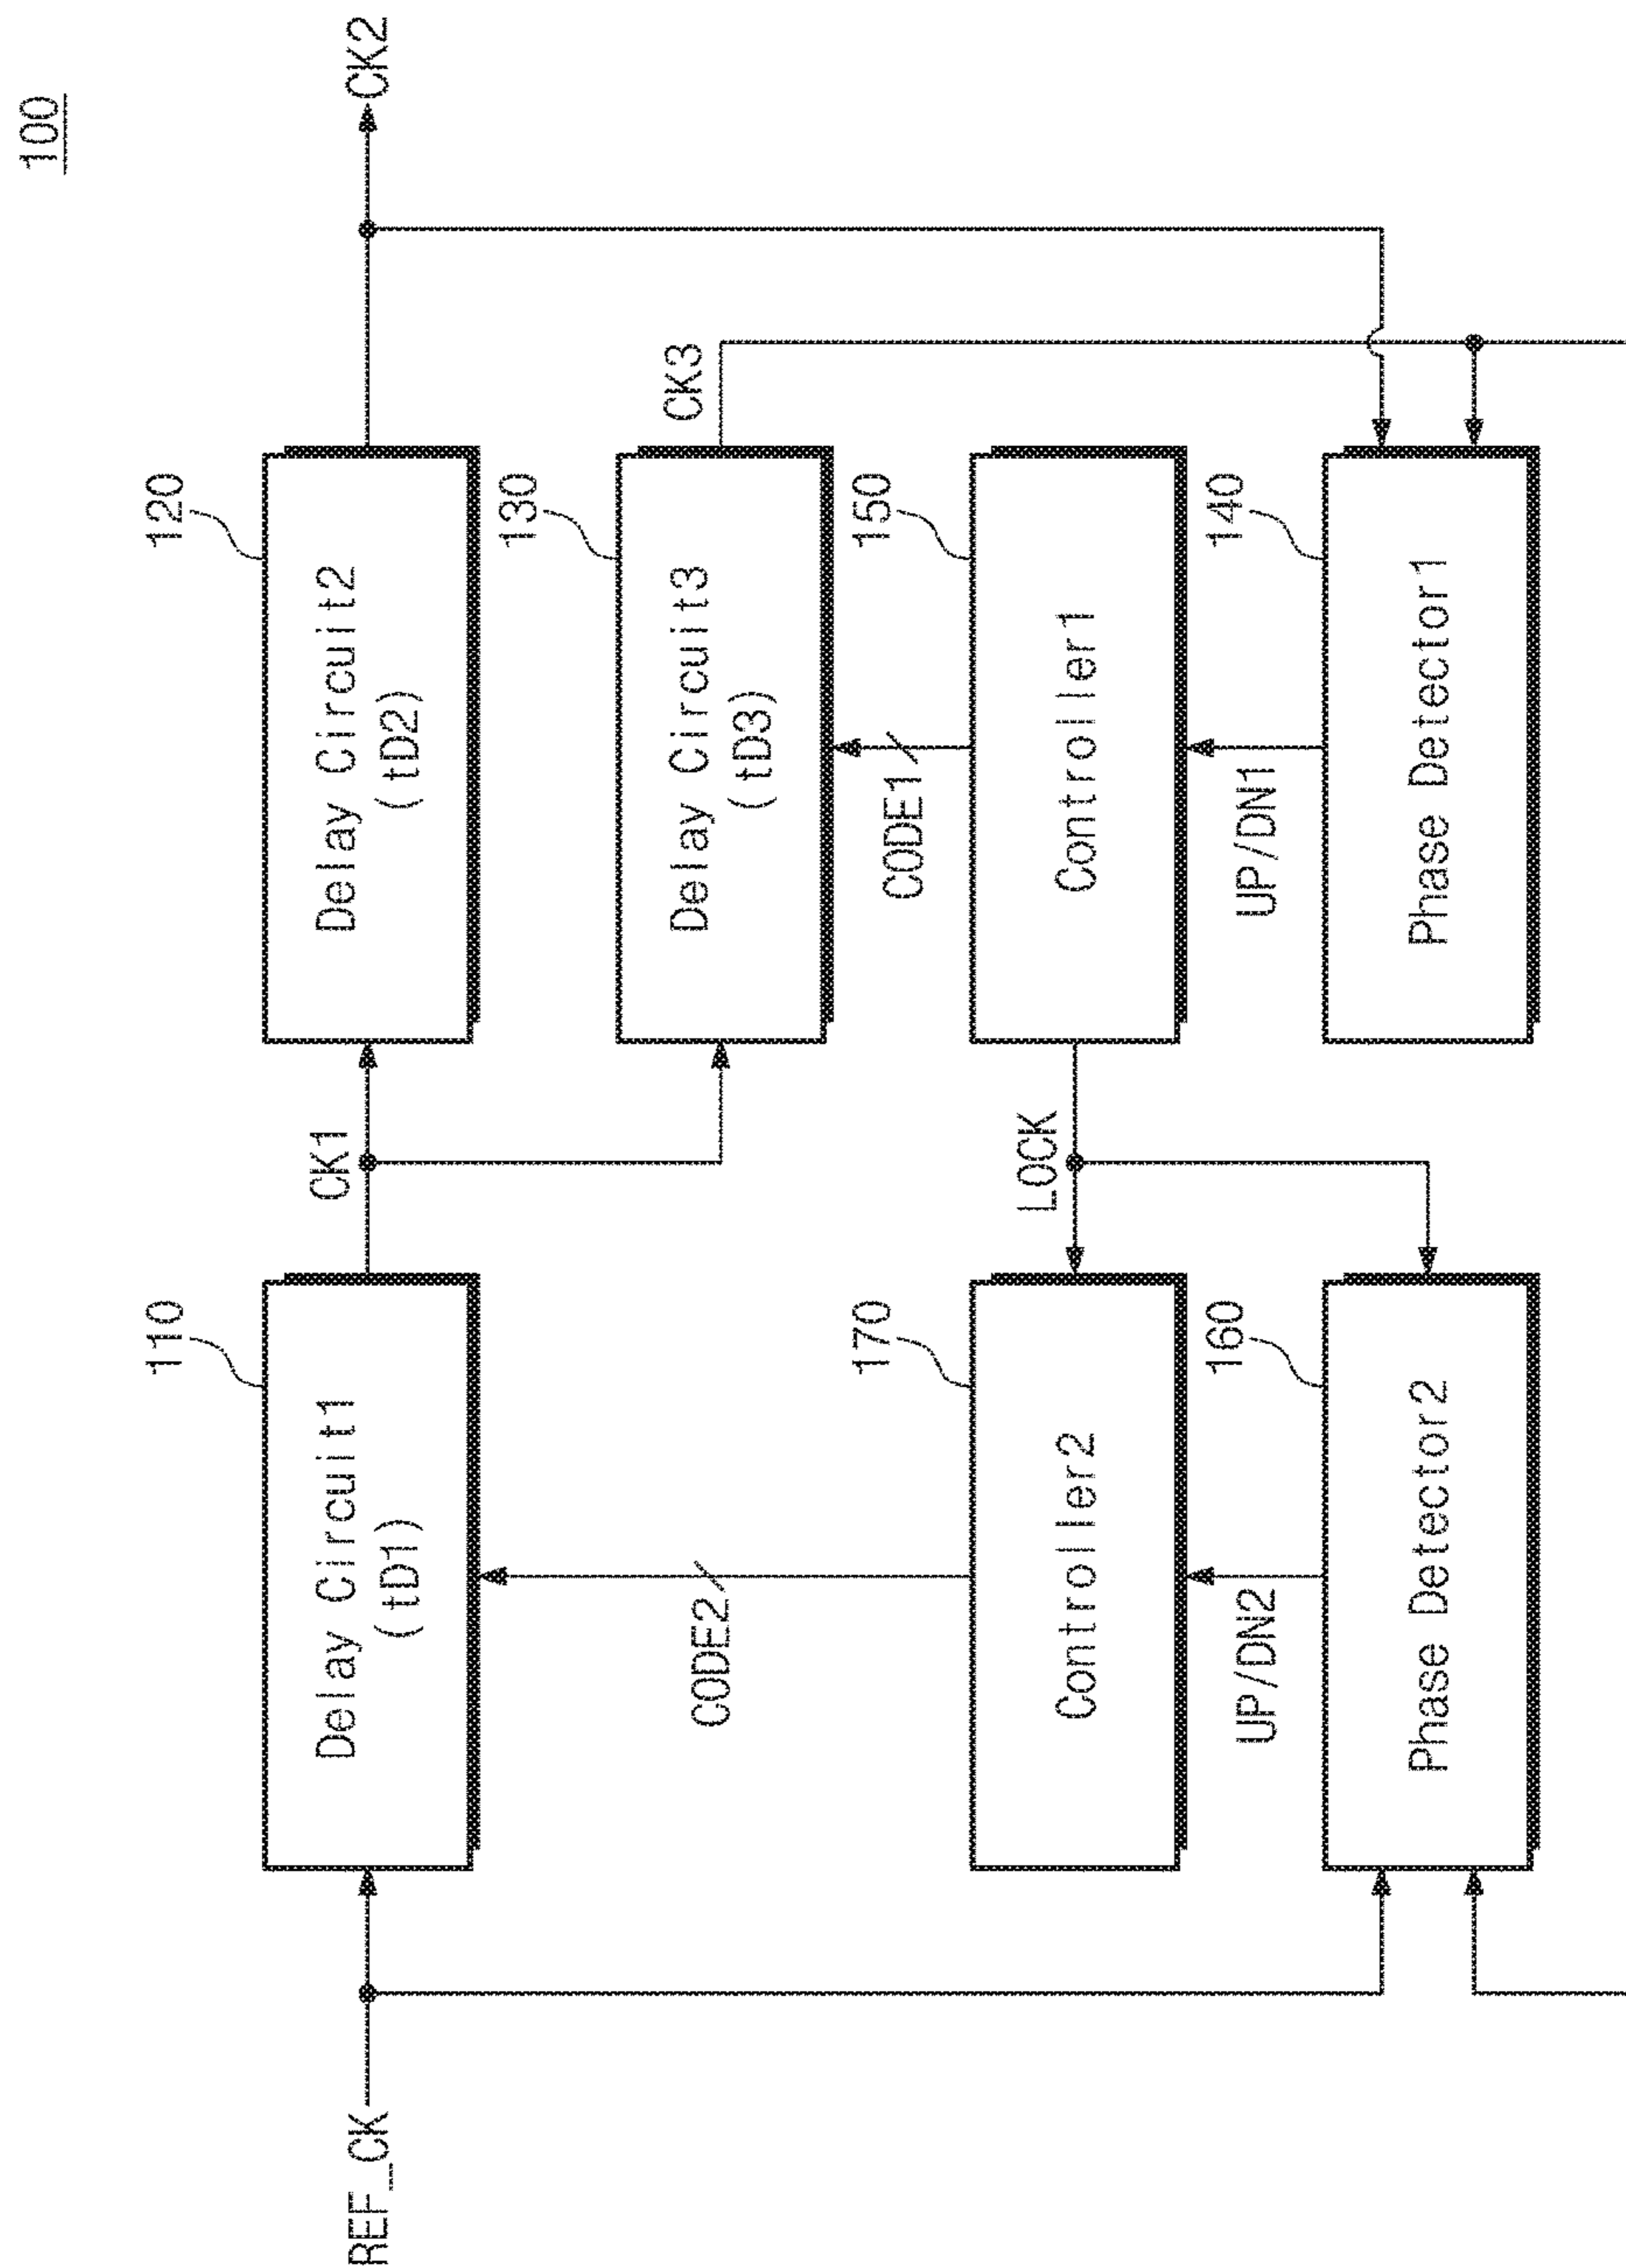 100
110
120
REF_CK
Delay Circuit1
(tD1)
CK1
Delay Circuit2
(tD2)
CK2
130
Delay Circuit3
(tD3)
CK3
CODE2
CODE1
170
150
Controller2
LOCK
Controller1
UP/DN2
UP/DN1
160
140
Phase Detector2
Phase Detector1